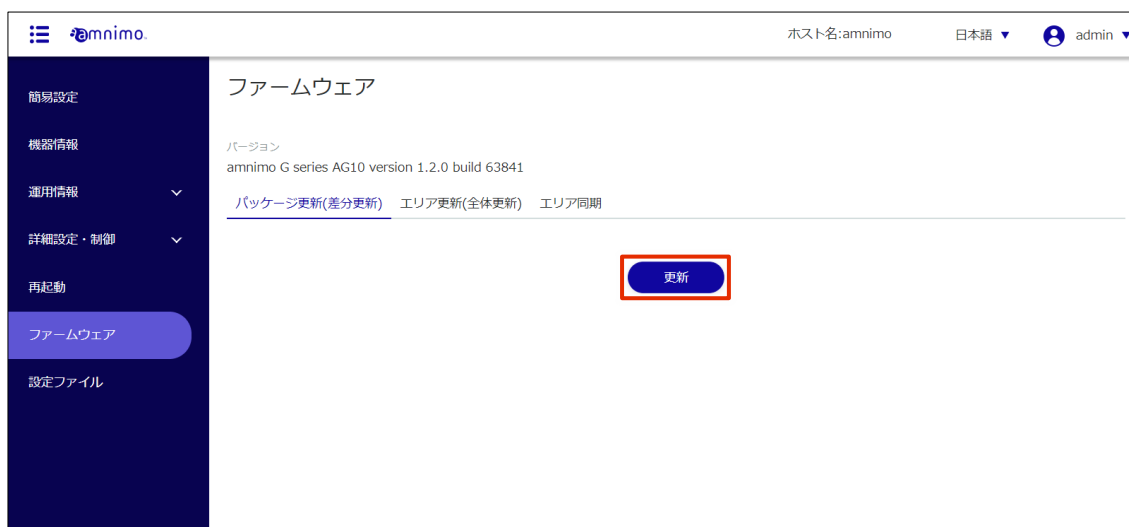 amnimo.
ホスト名:amnimo
日本語 ▼
admin ▼
簡易設定
機器情報
運用情報
詳細設定・制御
再起動
ファームウェア
設定ファイル
ファームウェア
バージョン
amnimo G series AG10 version 1.2.0 build 63841
パッケージ更新(差分更新) エリア更新(全体更新) エリア同期
更新